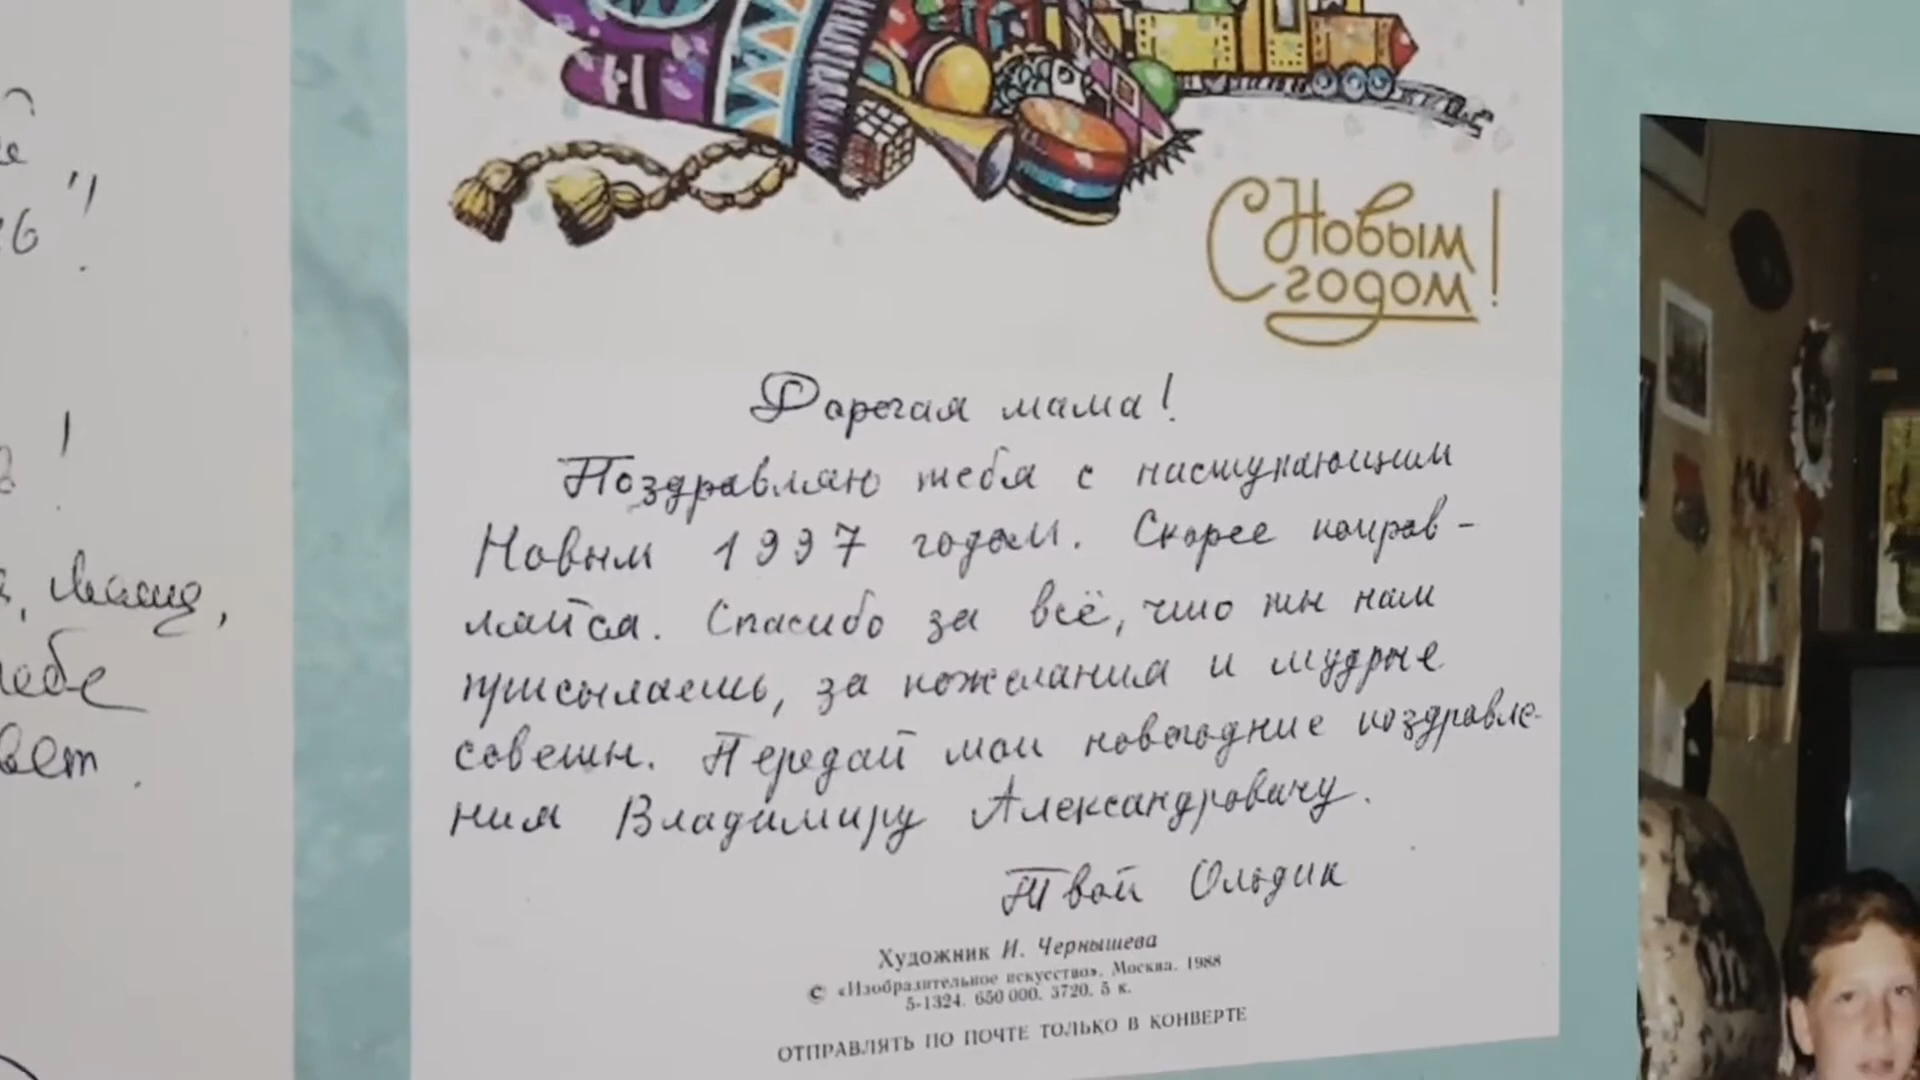 С Новым
годом!
Дорогая мама!
Поздравляю тебя с наступающим
Новым 1997 годом. Скорее поправ-
ляйся. Спасибо за всё, что ты нам
присылаешь, за пожелания и мудрые
советы. Передай мои новогодние поздравле-
ния Владимиру Александровичу.
Твой Ольдик
Художник И. Чернышева
© «Изобразительное искусство». Москва. 1988
5-1324. 650 000. 3720. 5 к.
ОТПРАВЛЯТЬ ПО ПОЧТЕ ТОЛЬКО В КОНВЕРТЕ